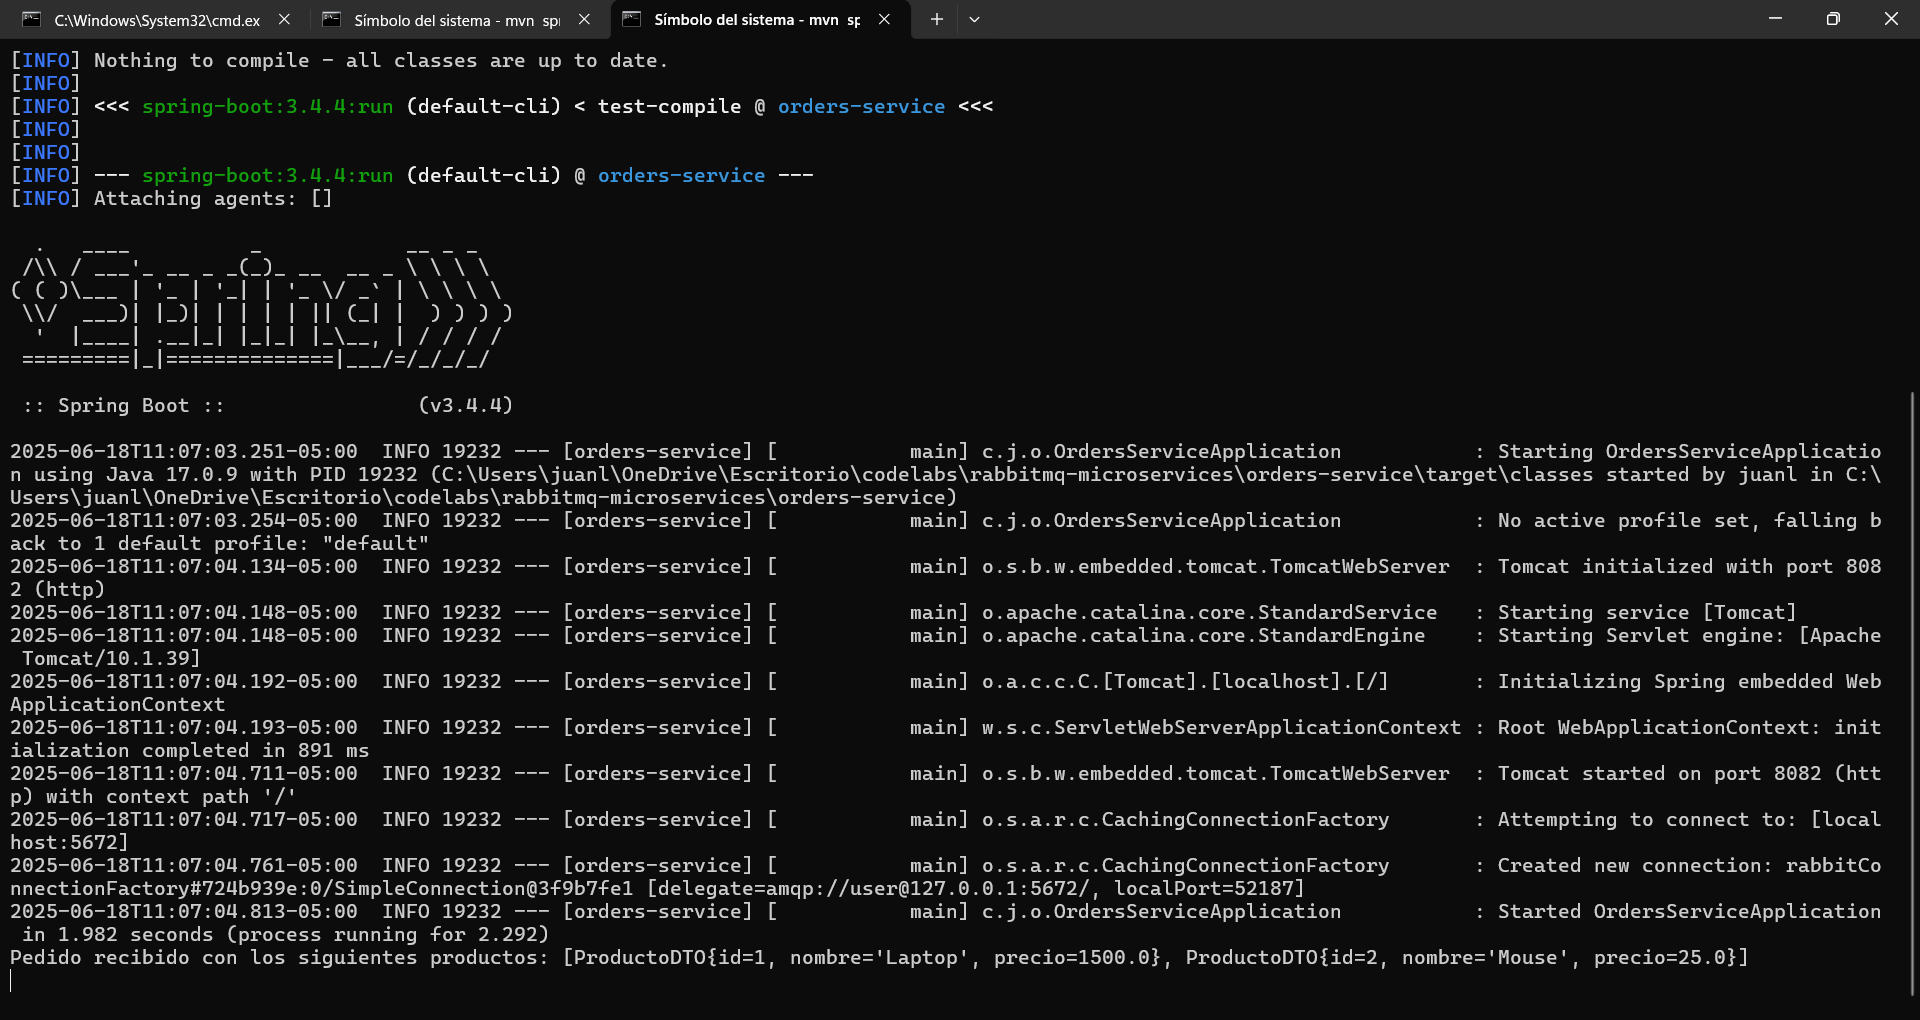 C:\Windows\System32\cmd.ex
Símbolo del sistema - mvn  sp
Símbolo del sistema - mvn  sp
[INFO] Nothing to compile - all classes are up to date.
[INFO]
[INFO] <<< spring-boot:3.4.4:run (default-cli) < test-compile @ orders-service <<<
[INFO]
[INFO]
[INFO] --- spring-boot:3.4.4:run (default-cli) @ orders-service ---
[INFO] Attaching agents: []
  .   ____          _            __ _ _
 /\\ / ___'_ __ _ _(_)_ __  __ _ \ \ \ \
( ( )\___ | '_ | '_| | '_ \/ _` | \ \ \ \
 \\/  ___)| |_)| | | | | || (_| |  ) ) ) )
  '  |____| .__|_| |_|_| |_\__, | / / / /
 =========|_|==============|___/=/_/_/_/
 :: Spring Boot ::                (v3.4.4)
2025-06-18T11:07:03.251-05:00  INFO 19232 --- [orders-service] [           main] c.j.o.OrdersServiceApplication           : Starting OrdersServiceApplicatio
n using Java 17.0.9 with PID 19232 (C:\Users\juanl\OneDrive\Escritorio\codelabs\rabbitmq-microservices\orders-service\target\classes started by juanl in C:\
Users\juanl\OneDrive\Escritorio\codelabs\rabbitmq-microservices\orders-service)
2025-06-18T11:07:03.254-05:00  INFO 19232 --- [orders-service] [           main] c.j.o.OrdersServiceApplication           : No active profile set, falling b
ack to 1 default profile: "default"
2025-06-18T11:07:04.134-05:00  INFO 19232 --- [orders-service] [           main] o.s.b.w.embedded.tomcat.TomcatWebServer  : Tomcat initialized with port 808
2 (http)
2025-06-18T11:07:04.148-05:00  INFO 19232 --- [orders-service] [           main] o.apache.catalina.core.StandardService   : Starting service [Tomcat]
2025-06-18T11:07:04.148-05:00  INFO 19232 --- [orders-service] [           main] o.apache.catalina.core.StandardEngine    : Starting Servlet engine: [Apache
 Tomcat/10.1.39]
2025-06-18T11:07:04.192-05:00  INFO 19232 --- [orders-service] [           main] o.a.c.c.C.[Tomcat].[localhost].[/]       : Initializing Spring embedded Web
ApplicationContext
2025-06-18T11:07:04.193-05:00  INFO 19232 --- [orders-service] [           main] w.s.c.ServletWebServerApplicationContext : Root WebApplicationContext: init
ialization completed in 891 ms
2025-06-18T11:07:04.711-05:00  INFO 19232 --- [orders-service] [           main] o.s.b.w.embedded.tomcat.TomcatWebServer  : Tomcat started on port 8082 (htt
p) with context path '/'
2025-06-18T11:07:04.717-05:00  INFO 19232 --- [orders-service] [           main] o.s.a.r.c.CachingConnectionFactory       : Attempting to connect to: [local
host:5672]
2025-06-18T11:07:04.761-05:00  INFO 19232 --- [orders-service] [           main] o.s.a.r.c.CachingConnectionFactory       : Created new connection: rabbitCo
nnectionFactory#724b939e:0/SimpleConnection@3f9b7fe1 [delegate=amqp://user@127.0.0.1:5672/, localPort=52187]
2025-06-18T11:07:04.813-05:00  INFO 19232 --- [orders-service] [           main] c.j.o.OrdersServiceApplication           : Started OrdersServiceApplication
 in 1.982 seconds (process running for 2.292)
Pedido recibido con los siguientes productos: [ProductoDTO{id=1, nombre='Laptop', precio=1500.0}, ProductoDTO{id=2, nombre='Mouse', precio=25.0}]